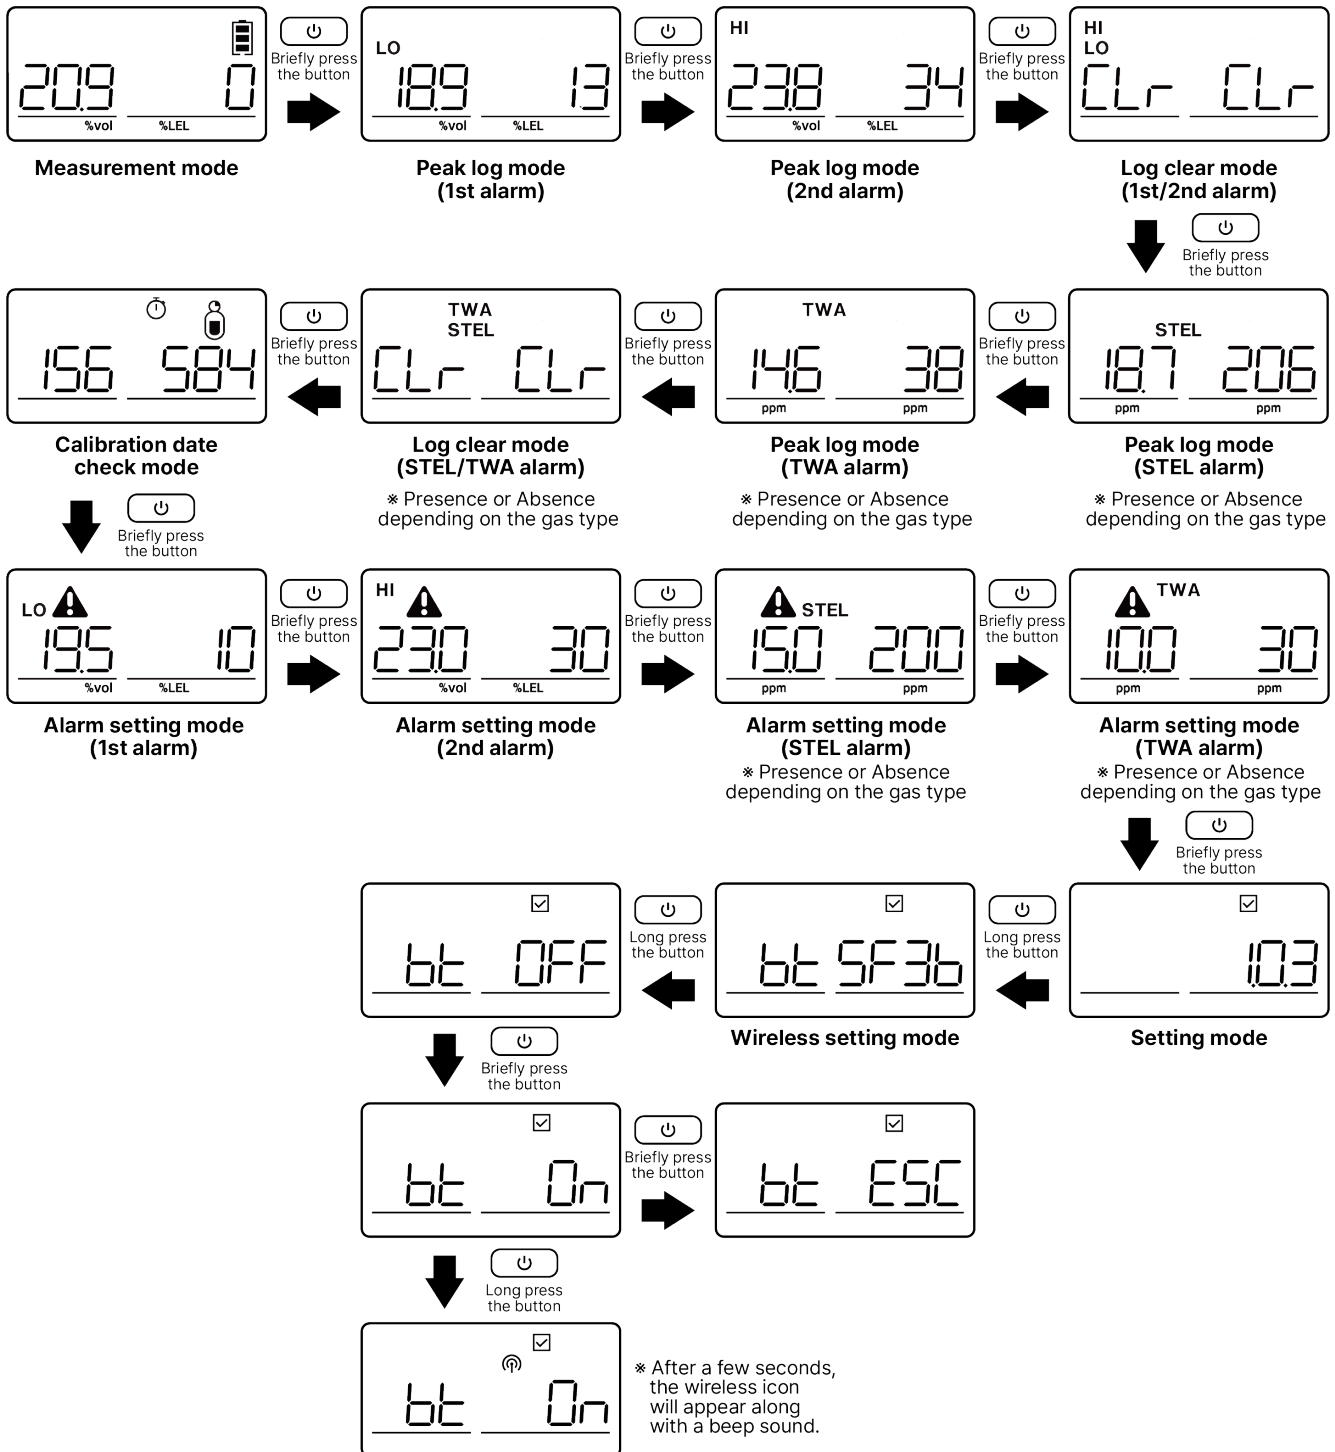 Briefly press
the button
20.9 0
%vol %LEL
Measurement mode
LO
18.9 13
%vol %LEL
Peak log mode
(1st alarm)
Briefly press
the button
HI
23.8 34
%vol %LEL
Peak log mode
(2nd alarm)
Briefly press
the button
HI
LO
CLr CLr
Log clear mode
(1st/2nd alarm)
Briefly press
the button
STEL
18.7 206
ppm ppm
Peak log mode
(STEL alarm)
※ Presence or Absence
depending on the gas type
Briefly press
the button
TWA
14.6 38
ppm ppm
Peak log mode
(TWA alarm)
※ Presence or Absence
depending on the gas type
Briefly press
the button
TWA
STEL
CLr CLr
Log clear mode
(STEL/TWA alarm)
※ Presence or Absence
depending on the gas type
Briefly press
the button
156 584
Calibration date
check mode
Briefly press
the button
LO
19.5 10
%vol %LEL
Alarm setting mode
(1st alarm)
Briefly press
the button
HI
23.0 30
%vol %LEL
Alarm setting mode
(2nd alarm)
Briefly press
the button
STEL
15.0 200
ppm ppm
Alarm setting mode
(STEL alarm)
※ Presence or Absence
depending on the gas type
Briefly press
the button
TWA
10.0 30
ppm ppm
Alarm setting mode
(TWA alarm)
※ Presence or Absence
depending on the gas type
Briefly press
the button
1.0.3
Setting mode
Long press
the button
bt SF3b
Wireless setting mode
Long press
the button
bt OFF
Briefly press
the button
bt On
Briefly press
the button
bt ESC
Long press
the button
bt On
※ After a few seconds,
the wireless icon
will appear along
with a beep sound.